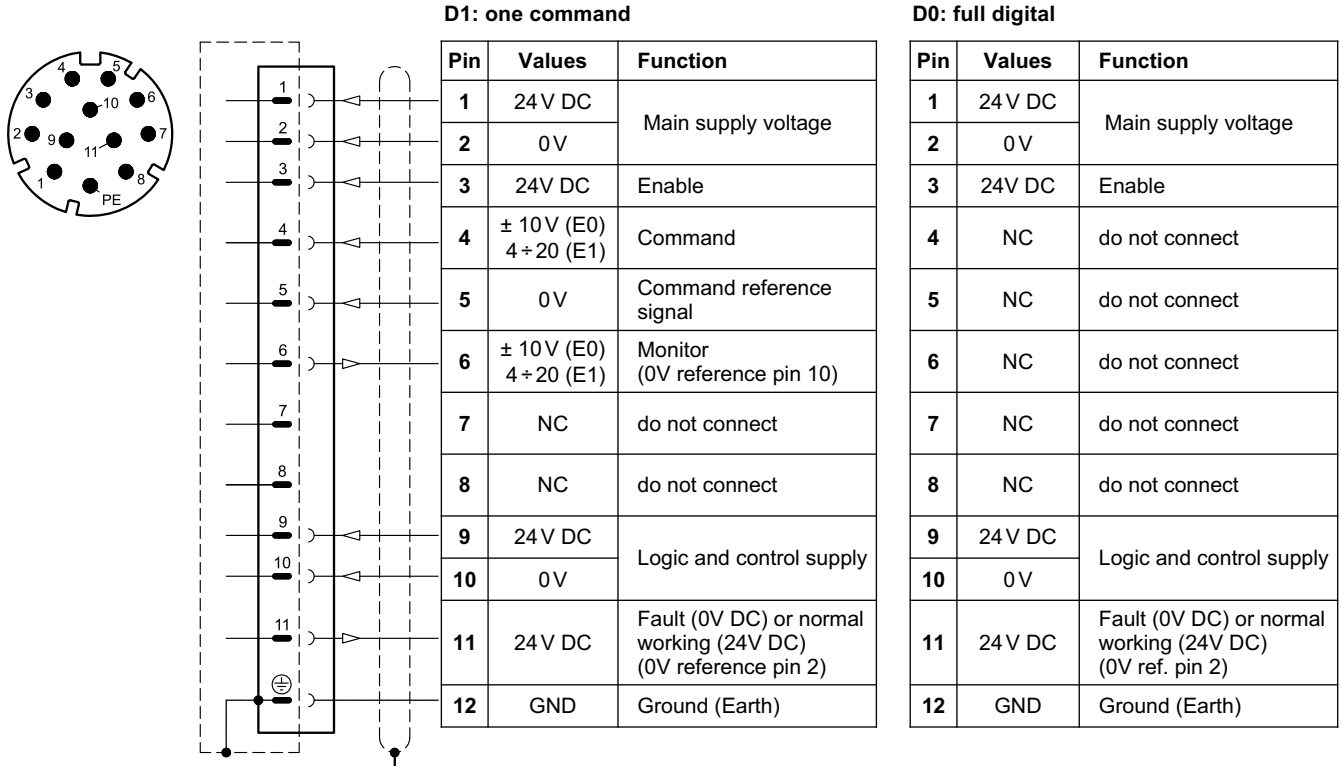 D1: one command
D0: full digital
4
5
3
10
6
2
9
11
7
1
8
PE
1
2
3
4
5
6
7
8
9
10
11
Pin Values Function
1 24 V DC Main supply voltage
2 0 V
3 24V DC Enable
4 ± 10 V (E0) Command
4 ÷ 20 (E1)
5 0 V Command reference
signal
6 ± 10 V (E0) Monitor
4 ÷ 20 (E1) (0V reference pin 10)
7 NC do not connect
8 NC do not connect
9 24 V DC Logic and control supply
10 0 V
11 24 V DC Fault (0V DC) or normal
working (24V DC)
(0V reference pin 2)
12 GND Ground (Earth)
Pin Values Function
1 24 V DC Main supply voltage
2 0 V
3 24V DC Enable
4 NC do not connect
5 NC do not connect
6 NC do not connect
7 NC do not connect
8 NC do not connect
9 24 V DC Logic and control supply
10 0 V
11 24 V DC Fault (0V DC) or normal
working (24V DC)
(0V ref. pin 2)
12 GND Ground (Earth)